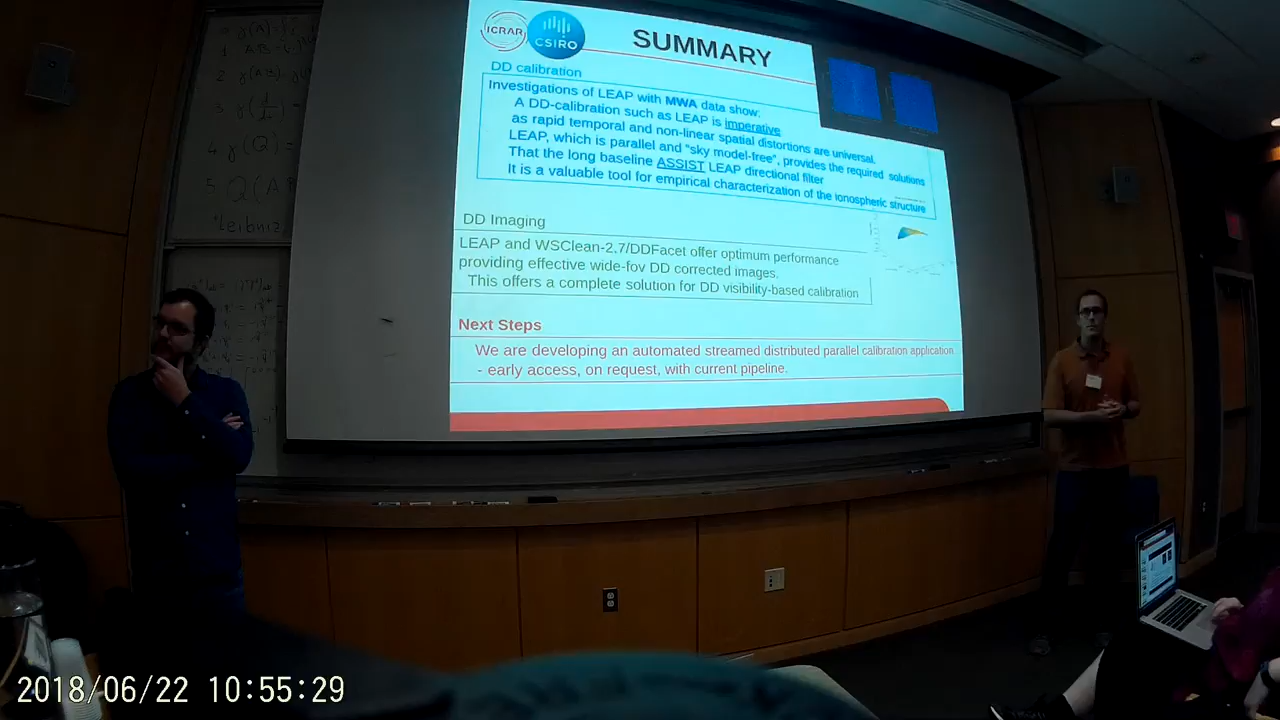 ICRAR
CSIRO
SUMMARY
DD calibration
Investigations of LEAP with MWA data show:
A DD-calibration such as LEAP is imperative
as rapid temporal and non-linear spatial distortions are universal.
LEAP, which is parallel and "sky model-free", provides the required solutions
That the long baseline ASSIST LEAP directional filter
It is a valuable tool for empirical characterization of the ionospheric structure
DD Imaging
LEAP and WSClean-2.7/DDFacet offer optimum performance
providing effective wide-fov DD corrected images.
This offers a complete solution for DD visibility-based calibration
Next Steps
We are developing an automated streamed distributed parallel calibration application
- early access, on request, with current pipeline.
Leibniz
2018/06/22 10:55:29